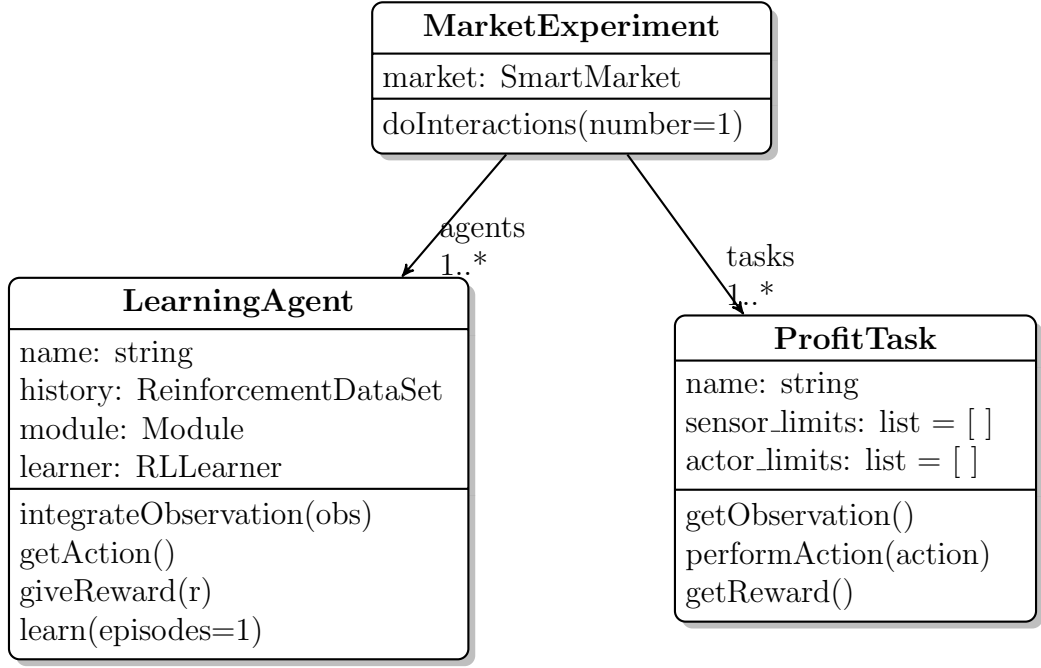 MarketExperiment
market: SmartMarket
doInteractions(number=1)
agents
1..*
tasks
1..*
LearningAgent
name: string
history: ReinforcementDataSet
module: Module
learner: RLLearner
integrateObservation(obs)
getAction()
giveReward(r)
learn(episodes=1)
ProfitTask
name: string
sensor_limits: list = [ ]
actor_limits: list = [ ]
getObservation()
performAction(action)
getReward()